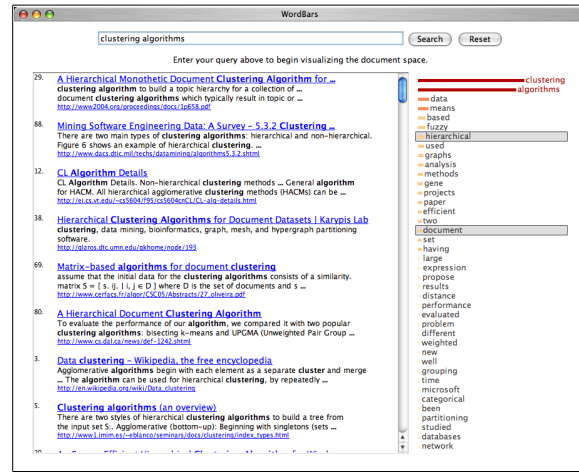 WordBars
clustering algorithms
Search
Reset
Enter your query above to begin visualizing the document space.
29. A Hierarchical Monothetic Document Clustering Algorithm for ...
clustering algorithm to build a topic hierarchy for a collection of ...
document clustering algorithms which typically result in topic or ...
http://www2004.org/proceedings/docs/1p658.pdf
88. Mining Software Engineering Data: A Survey - 5.3.2 Clustering ...
There are two main types of clustering algorithms: hierarchical and non-hierarchical.
Figure 6 shows an example of hierarchical clustering.
http://www.dacs.dtic.mil/techs/datamining/algorithms5.3.2.shtml
12. CL Algorithm Details
CL Algorithm Details. Non-hierarchical clustering methods ... General algorithm
for HACM. All hierarchical agglomerative clustering methods (HACMs) can be ...
http://ei.cs.vt.edu/~cs5604/f95/cs5604cnCL/CL-alg-details.html
38. Hierarchical Clustering Algorithms for Document Datasets | Karypis Lab
clustering, data mining, bioinformatics, graph, mesh, and hypergraph partitioning
software.
http://glaros.dtc.umn.edu/gkhome/node/193
69. Matrix-based algorithms for document clustering
assume that the initial data for the clustering algorithms consists of a similarity.
matrix S = [ s. ij. | i, j ∈ D ] where D is the set of documents and s ...
http://www.cerfacs.fr/algor/CSC05/Abstracts/27_oliveira.pdf
80. A Hierarchical Document Clustering Algorithm
To evaluate the performance of our algorithm, we compared it with two popular
clustering algorithms: bisecting k-means and UPGMA (Unweighted Pair Group ...
http://www.cs.dal.ca/news/def-1242.shtml
3. Data clustering - Wikipedia, the free encyclopedia
Agglomerative algorithms begin with each element as a separate cluster and merge
... The algorithm can be used for hierarchical clustering, by repeatedly ...
http://en.wikipedia.org/wiki/Data_clustering
5. Clustering algorithms (an overview)
There are two styles of hierarchical clustering algorithms to build a tree from
the input set S:. Agglomerative (bottom-up): Beginning with singletons (sets ...
http://www1.imim.es/~eblanco/seminars/docs/clustering/index_types.html
clustering
algorithms
data
means
based
fuzzy
hierarchical
used
graphs
analysis
methods
gene
projects
paper
efficient
two
document
set
having
large
expression
propose
results
distance
performance
evaluated
problem
different
weighted
new
well
grouping
time
microsoft
categorical
been
partitioning
studied
databases
network